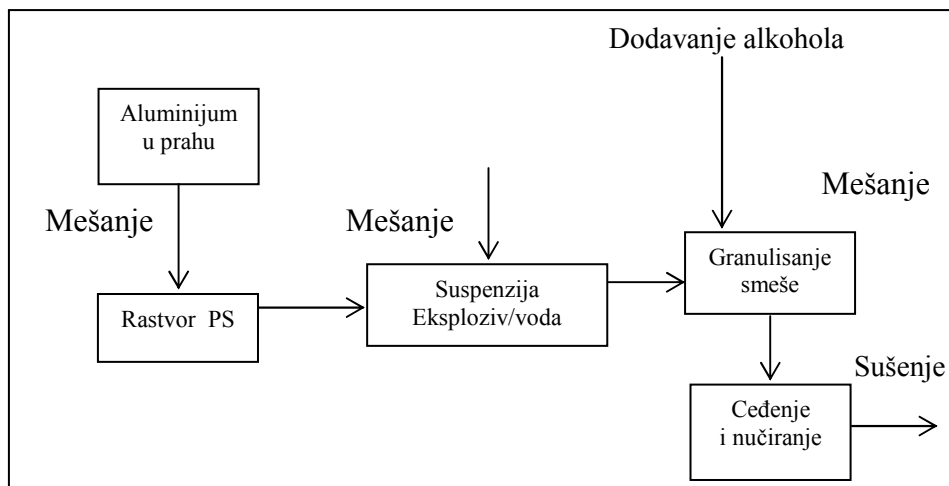 Dodavanje alkohola
Aluminijum
u prahu
Mešanje
Mešanje
Mešanje
Rastvor PS
Suspenzija
Eksploziv/voda
Granulisanje
smeše
Sušenje
Ceđenje
i nučiranje